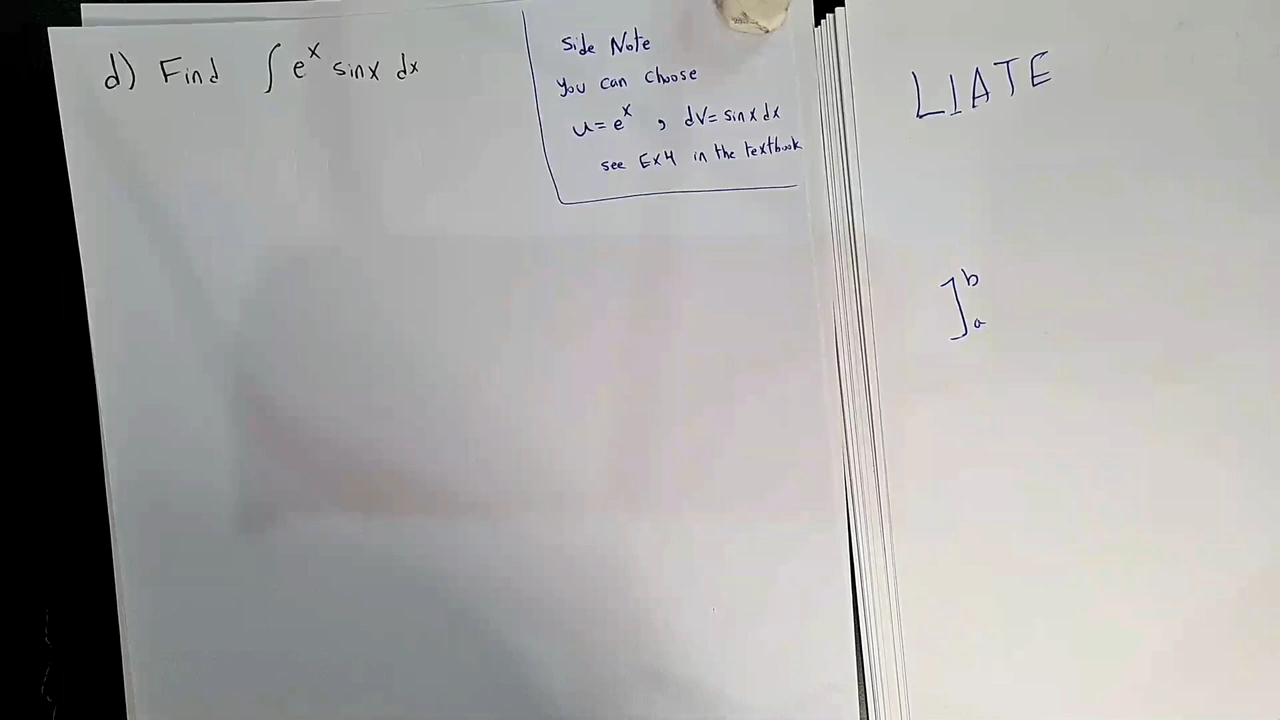 d) Find ∫ e^x sinx dx
Side Note
You can choose
u = e^x , dv = sinx dx
see Ex4 in the textbook
LIATE
]^b_a